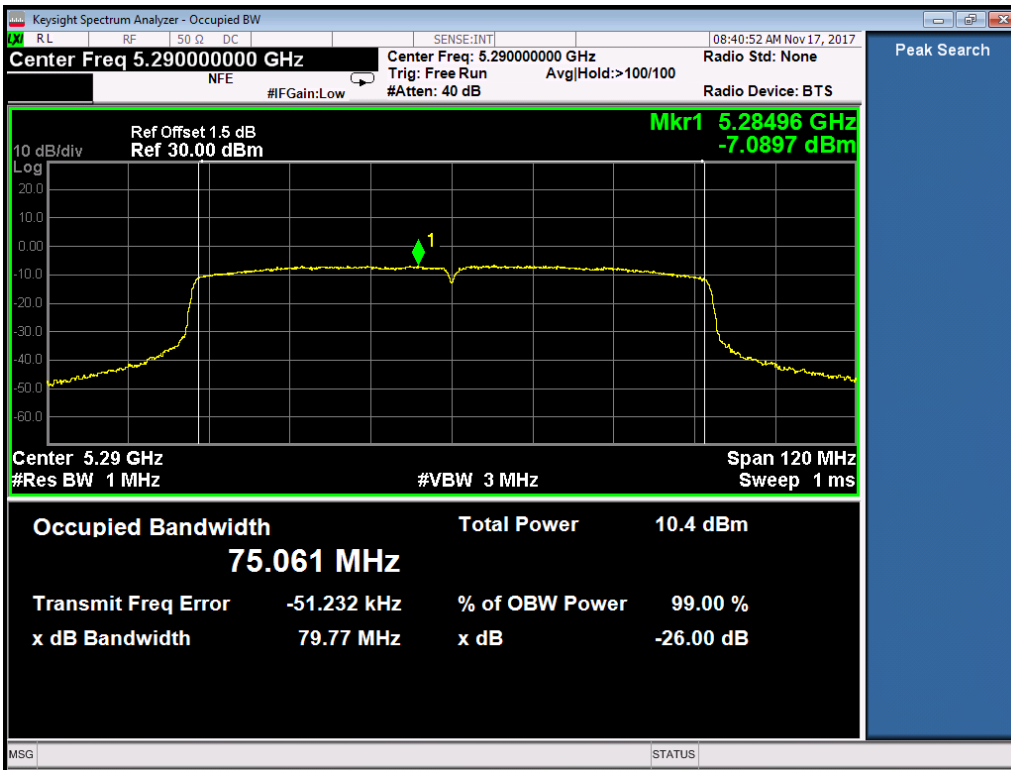 Keysight Spectrum Analyzer - Occupied BW
LXI RL RF 50 Ω DC SENSE:INT 08:40:52 AM Nov 17, 2017
Center Freq 5.290000000 GHz
NFE
#IFGain:Low
Center Freq: 5.290000000 GHz
Trig: Free Run Avg|Hold:>100/100
#Atten: 40 dB
Radio Std: None
Radio Device: BTS
Peak Search
Ref Offset 1.5 dB
10 dB/div Ref 30.00 dBm
Log
Mkr1 5.28496 GHz
-7.0897 dBm
20.0
10.0
0.00
-10.0
-20.0
-30.0
-40.0
-50.0
-60.0
1
Center 5.29 GHz Span 120 MHz
#Res BW 1 MHz #VBW 3 MHz Sweep 1 ms
Occupied Bandwidth Total Power 10.4 dBm
75.061 MHz
Transmit Freq Error -51.232 kHz % of OBW Power 99.00 %
x dB Bandwidth 79.77 MHz x dB -26.00 dB
MSG STATUS